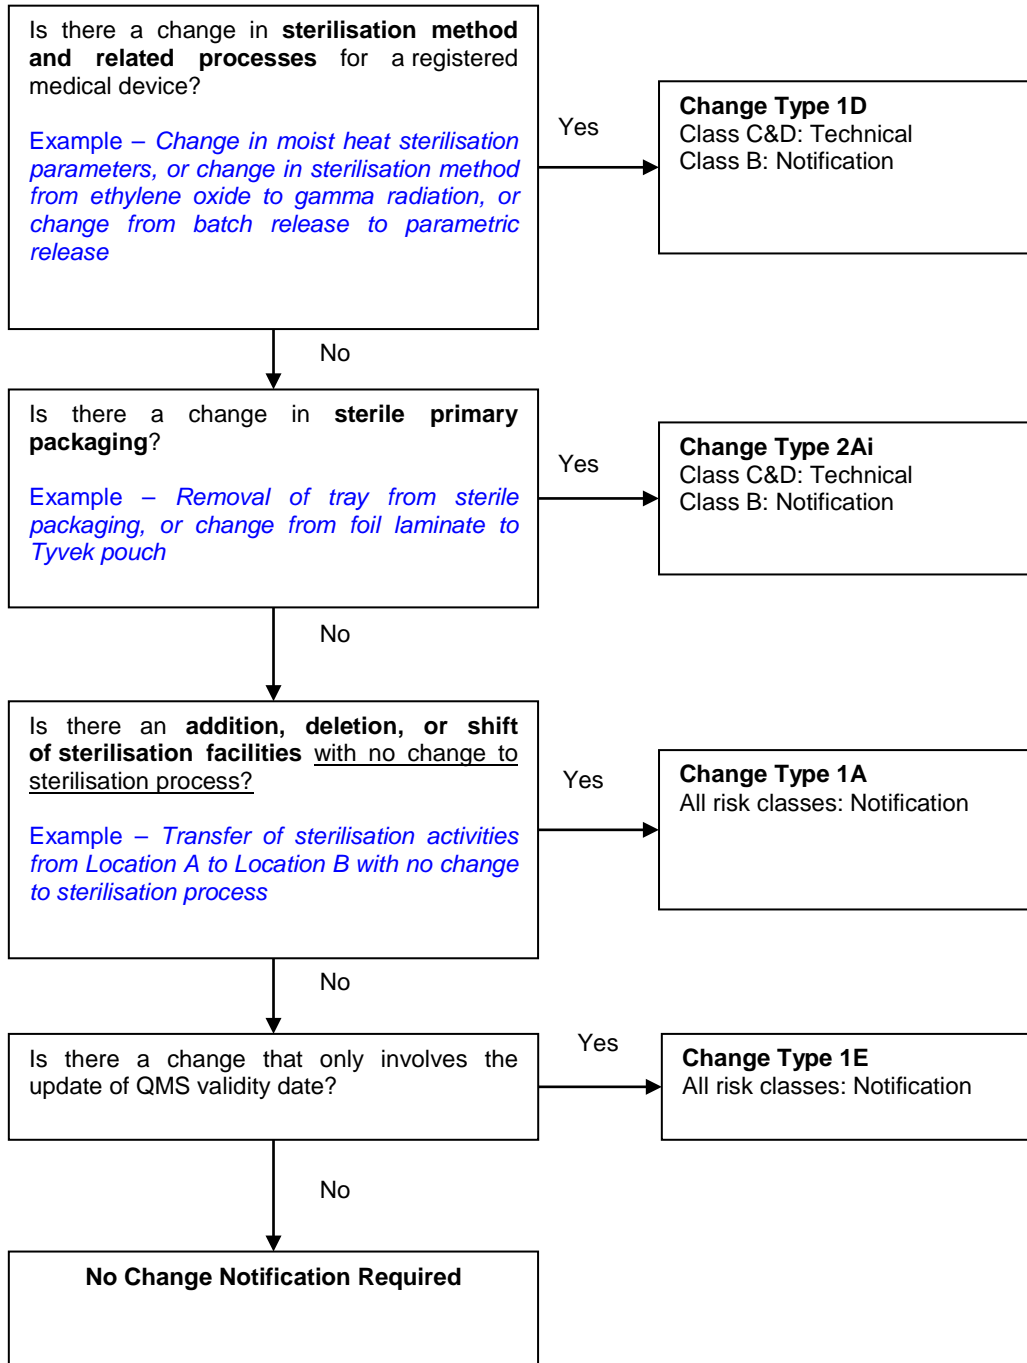 Is there a change in sterilisation method
and related processes for a registered
medical device?
Example – Change in moist heat sterilisation
parameters, or change in sterilisation method
from ethylene oxide to gamma radiation, or
change from batch release to parametric
release
Yes
Change Type 1D
Class C&D: Technical
Class B: Notification
No
Is there a change in sterile primary
packaging?
Example – Removal of tray from sterile
packaging, or change from foil laminate to
Tyvek pouch
Yes
Change Type 2Ai
Class C&D: Technical
Class B: Notification
No
Is there an addition, deletion, or shift
of sterilisation facilities with no change to
sterilisation process?
Example – Transfer of sterilisation activities
from Location A to Location B with no change
to sterilisation process
Yes
Change Type 1A
All risk classes: Notification
No
Is there a change that only involves the
update of QMS validity date?
Yes
Change Type 1E
All risk classes: Notification
No
No Change Notification Required